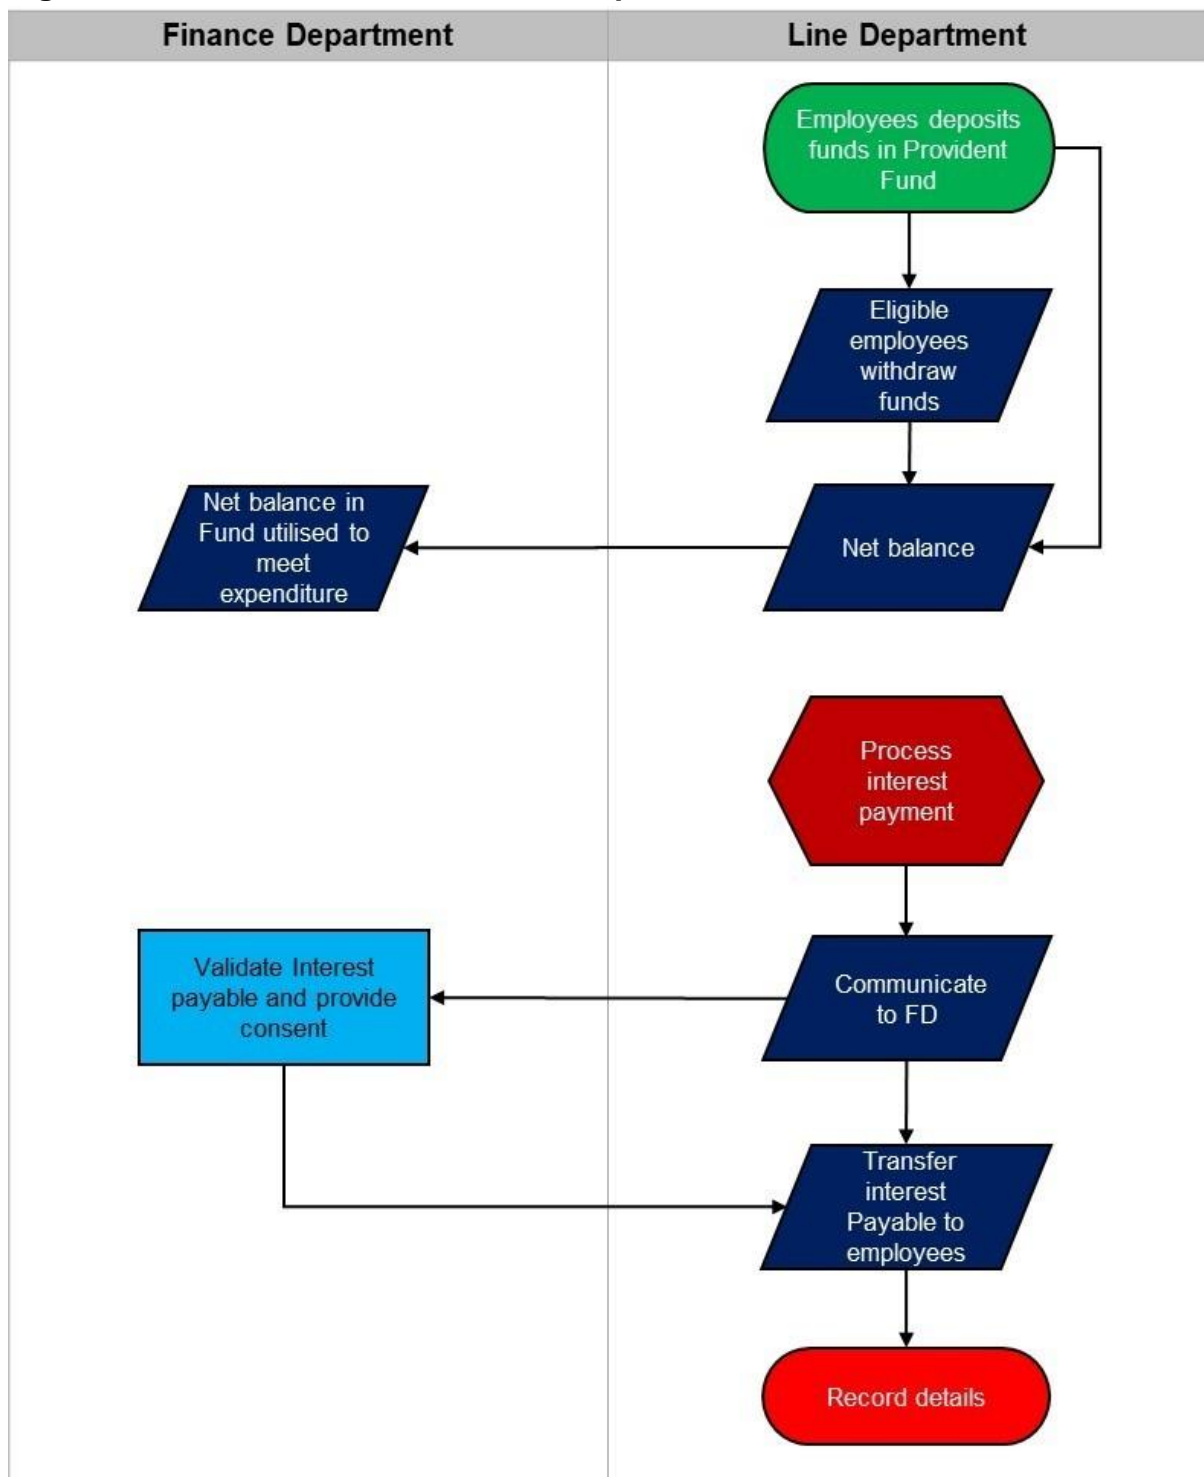 Finance Department
Line Department
Employees deposits
funds in Provident
Fund
Eligible
employees
withdraw
funds
Net balance in
Fund utilised to
meet
expenditure
Net balance
Process
interest
payment
Validate Interest
payable and provide
consent
Communicate
to FD
Transfer
interest
Payable to
employees
Record details